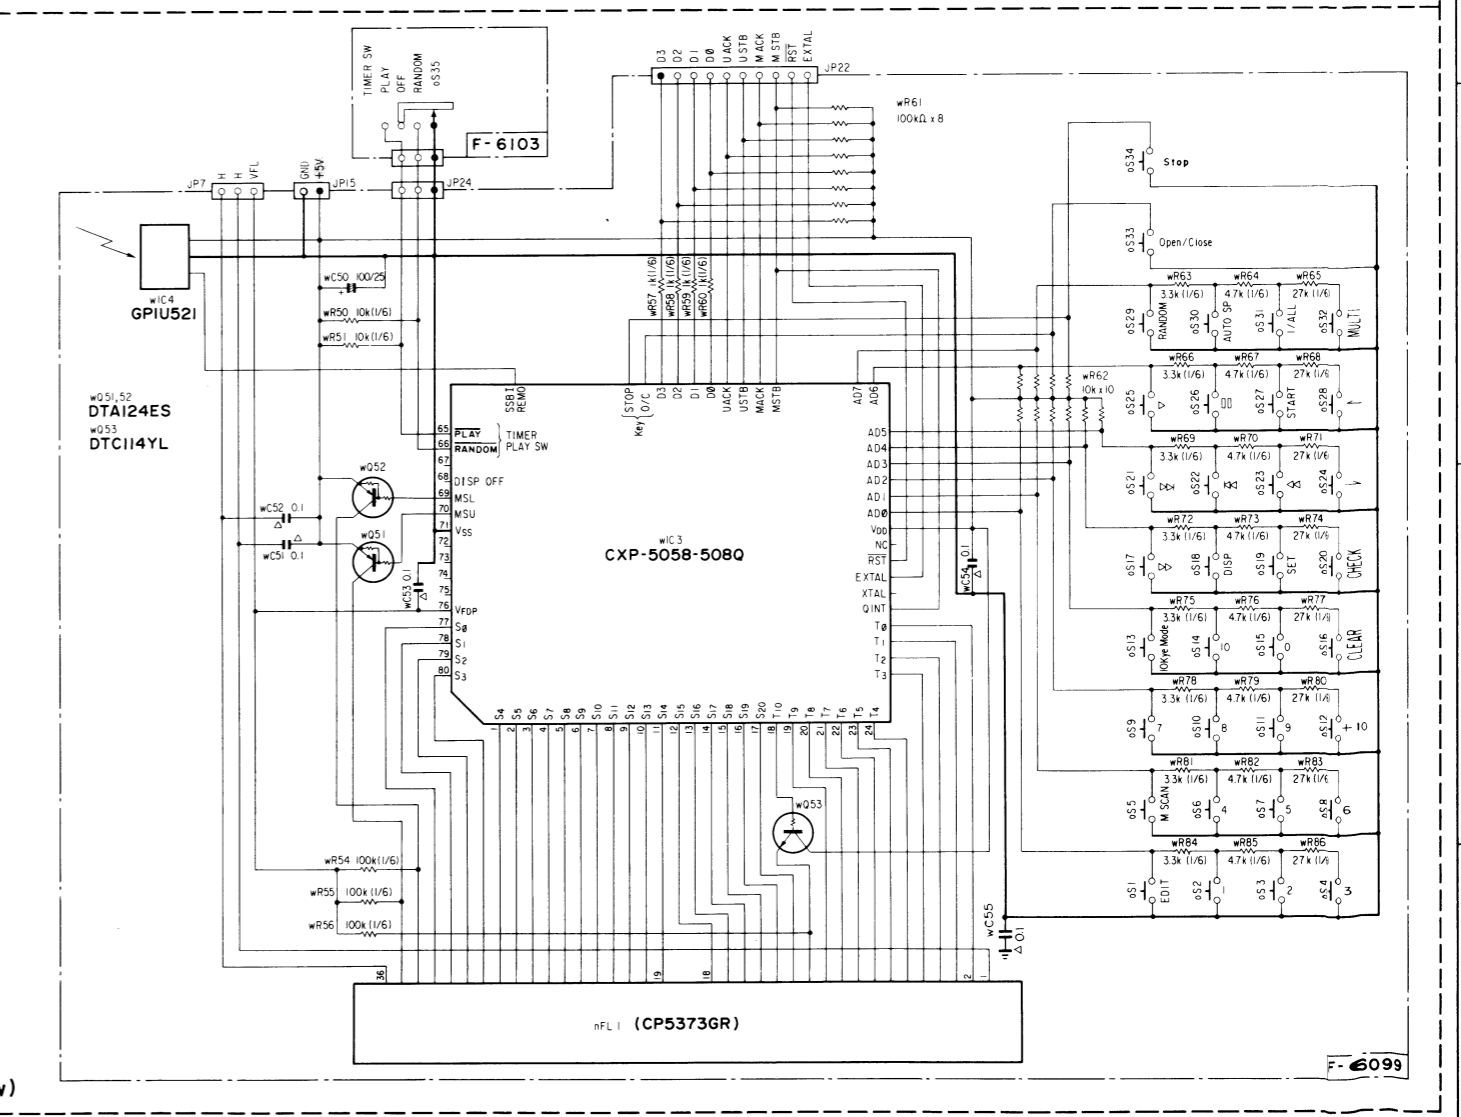 TIMER SW
PLAY
OFF
RANDOM
oS35
F-6103
D3
D2
D1
DØ
UACK
USTB
MACK
MSTB
RST
EXTAL
JP22
wR61
100kΩ x 8
JP7
H
H
VFL
GND
+5V
JP15
JP24
wIC4
GPIU521
wC50 100/25
+
wR50 10k(1/6)
wR51 10k(1/6)
wR57 1k(1/6)
wR58 1k(1/6)
wR59 1k(1/6)
wR60 1k(1/6)
wQ51,52
DTA124ES
wQ53
DTC114YL
wR62
10k x 10
SSBI
REMO
Key
STOP
O/C
D3
D2
D1
DØ
UACK
USTB
MACK
MSTB
AD7
AD6
65 PLAY
66 RANDOM
TIMER
PLAY SW
67
68 DISP OFF
69 MSL
70 MSU
71 VSS
72
73
74
75
76 VFDP
77 SØ
78 S1
79 S2
80 S3
AD5
AD4
AD3
AD2
AD1
ADØ
VDD
NC
RST
EXTAL
XTAL
QINT
TØ
T1
T2
T3
wIC3
CXP-5058-508Q
S4 S5 S6 S7 S8 S9 S10 S11 S12 S13 S14 S15 S16 S17 S18 S19 S20 T10 T9 T8 T7 T6 T5 T4
1 2 3 4 5 6 7 8 9 10 11 12 13 14 15 16 17 18 19 20 21 22 23 24
wQ52
wQ51
wC52 0.1
wC51 0.1
wC53 0.1
wC54 0.1
wQ53
wR54 100k(1/6)
wR55 100k(1/6)
wR56 100k(1/6)
wC55
0.1
36
19
18
2
1
nFL1 (CP5373GR)
oS34 Stop
oS33 Open/Close
wR63 wR64 wR65
3.3k (1/6) 4.7k (1/6) 27k (1/6)
oS29 RANDOM oS30 AUTO SP oS31 1/ALL oS32 MULTI
wR66 wR67 wR68
3.3k (1/6) 4.7k (1/6) 27k (1/6)
oS25 oS26 oS27 START oS28
wR69 wR70 wR71
3.3k (1/6) 4.7k (1/6) 27k (1/6)
oS21 oS22 oS23 oS24
wR72 wR73 wR74
3.3k (1/6) 4.7k (1/6) 27k (1/6)
oS17 oS18 DISP oS19 SET oS20 CHECK
wR75 wR76 wR77
3.3k (1/6) 4.7k (1/6) 27k (1/6)
oS13 10Kye Mode oS14 10 oS15 0 oS16 CLEAR
wR78 wR79 wR80
3.3k (1/6) 4.7k (1/6) 27k (1/6)
oS9 7 oS10 8 oS11 9 oS12 +10
wR81 wR82 wR83
3.3k (1/6) 4.7k (1/6) 27k (1/6
oS5 M SCAN oS6 4 oS7 5 oS8 6
wR84 wR85 wR86
3.3k (1/6) 4.7k (1/6) 27k (1/6)
oS1 EDIT oS2 1 oS3 2 oS4 3
F-6099